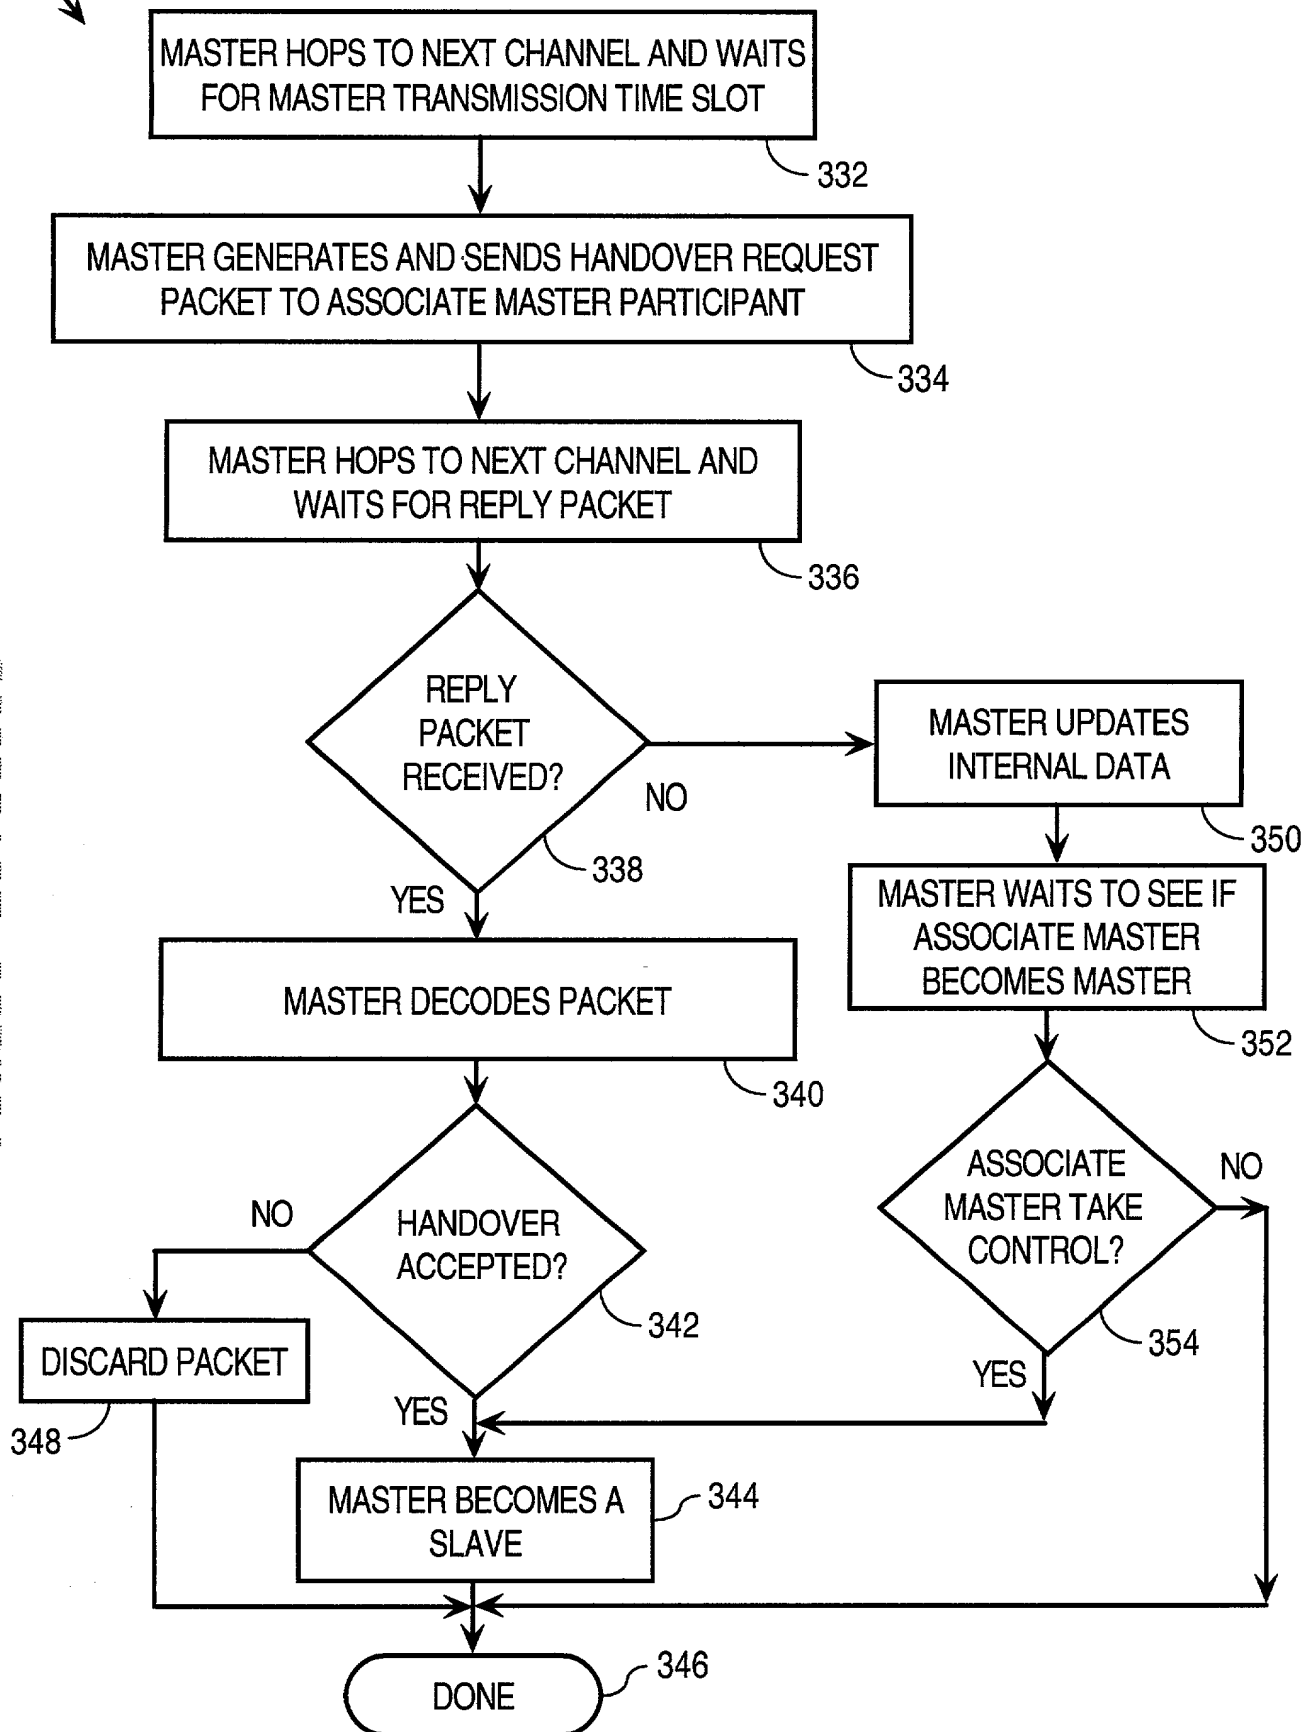 MASTER HOPS TO NEXT CHANNEL AND WAITS
FOR MASTER TRANSMISSION TIME SLOT
332
MASTER GENERATES AND SENDS HANDOVER REQUEST
PACKET TO ASSOCIATE MASTER PARTICIPANT
334
MASTER HOPS TO NEXT CHANNEL AND
WAITS FOR REPLY PACKET
336
REPLY
PACKET
RECEIVED?
NO
338
YES
MASTER UPDATES
INTERNAL DATA
350
MASTER WAITS TO SEE IF
ASSOCIATE MASTER
BECOMES MASTER
352
MASTER DECODES PACKET
340
ASSOCIATE
MASTER TAKE
CONTROL?
NO
354
YES
HANDOVER
ACCEPTED?
NO
342
YES
DISCARD PACKET
348
MASTER BECOMES A
SLAVE
344
DONE
346